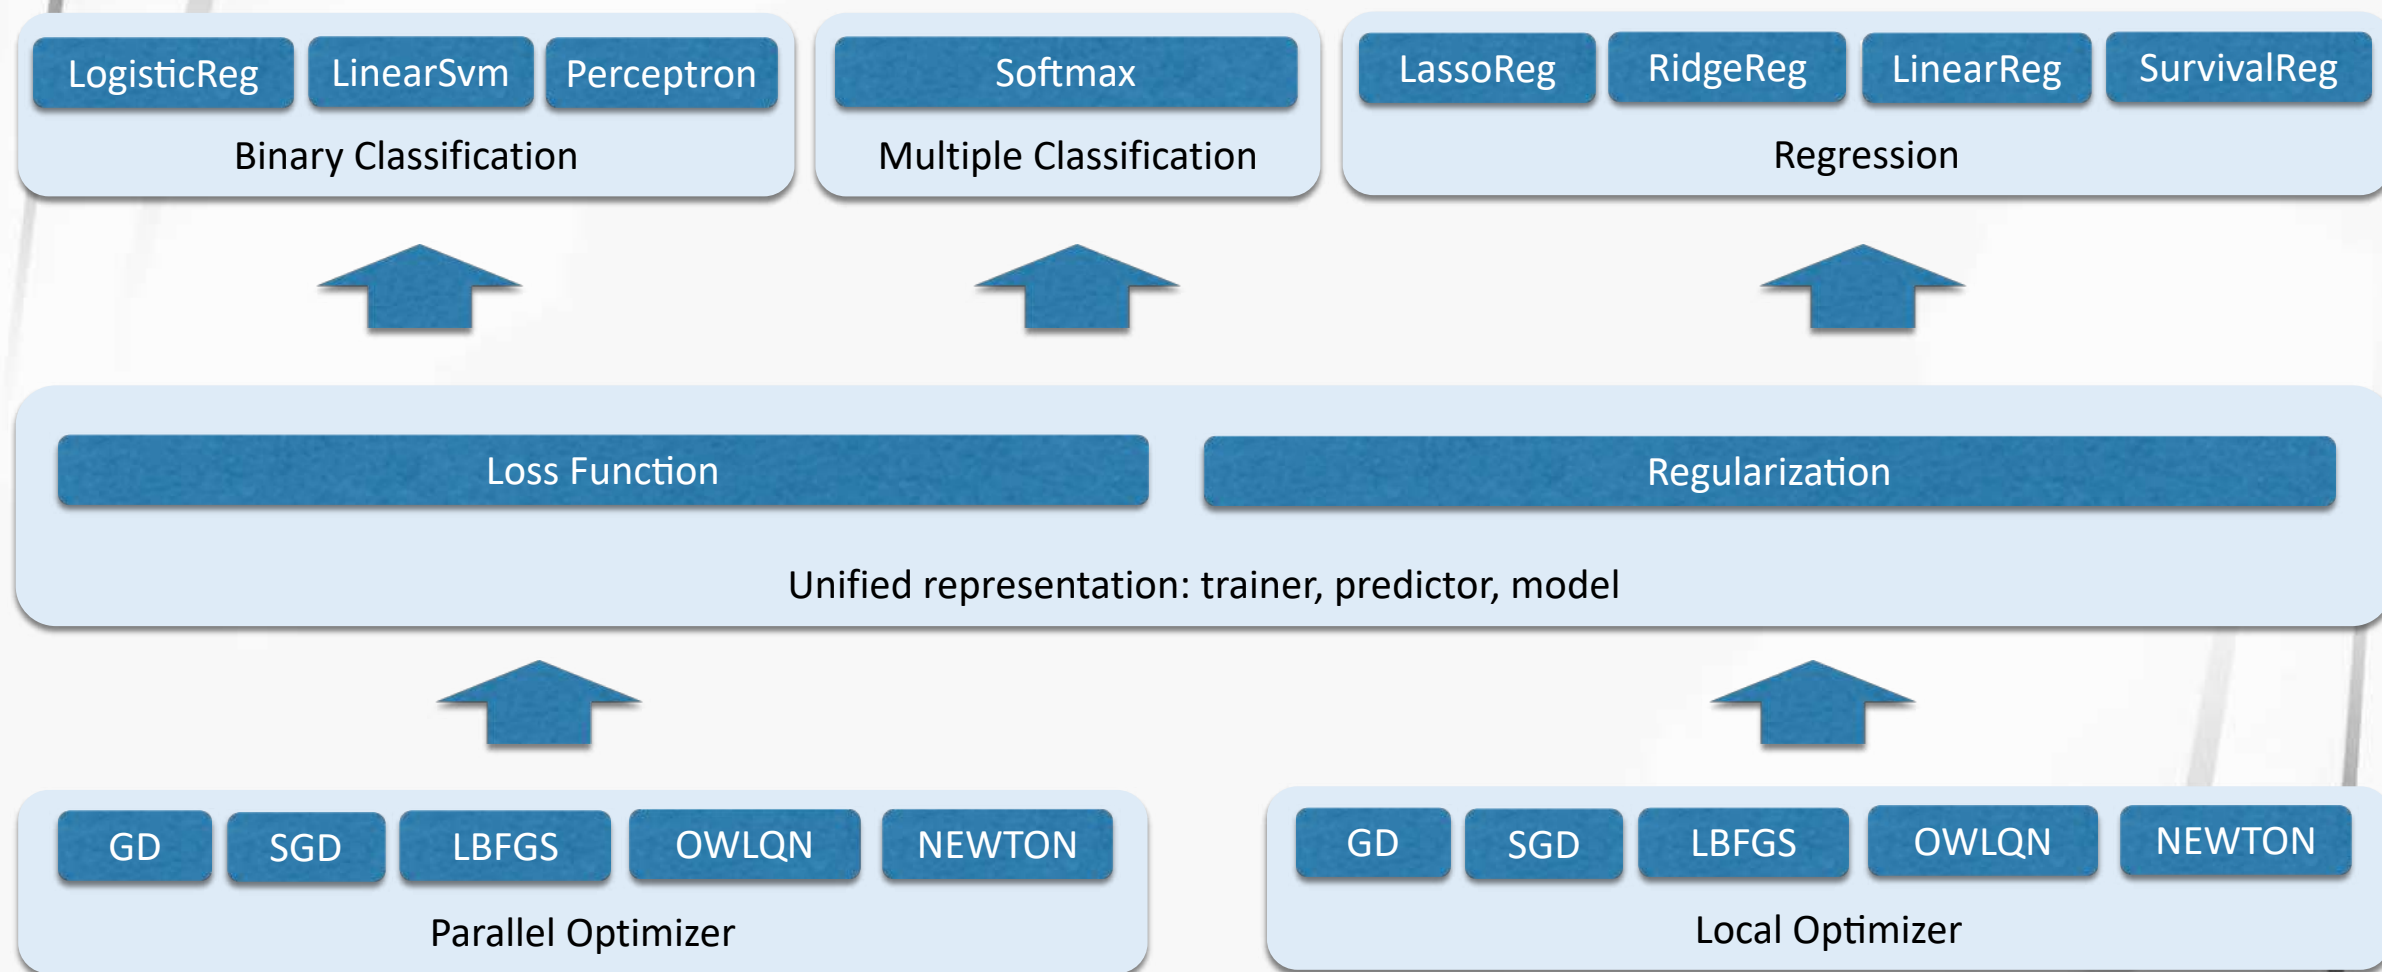 LogisticReg
LinearSvm
Perceptron
Binary Classification
Softmax
Multiple Classification
LassoReg
RidgeReg
LinearReg
SurvivalReg
Regression
Loss Function
Regularization
Unified representation: trainer, predictor, model
GD
SGD
LBFGS
OWLQN
NEWTON
Parallel Optimizer
GD
SGD
LBFGS
OWLQN
NEWTON
Local Optimizer